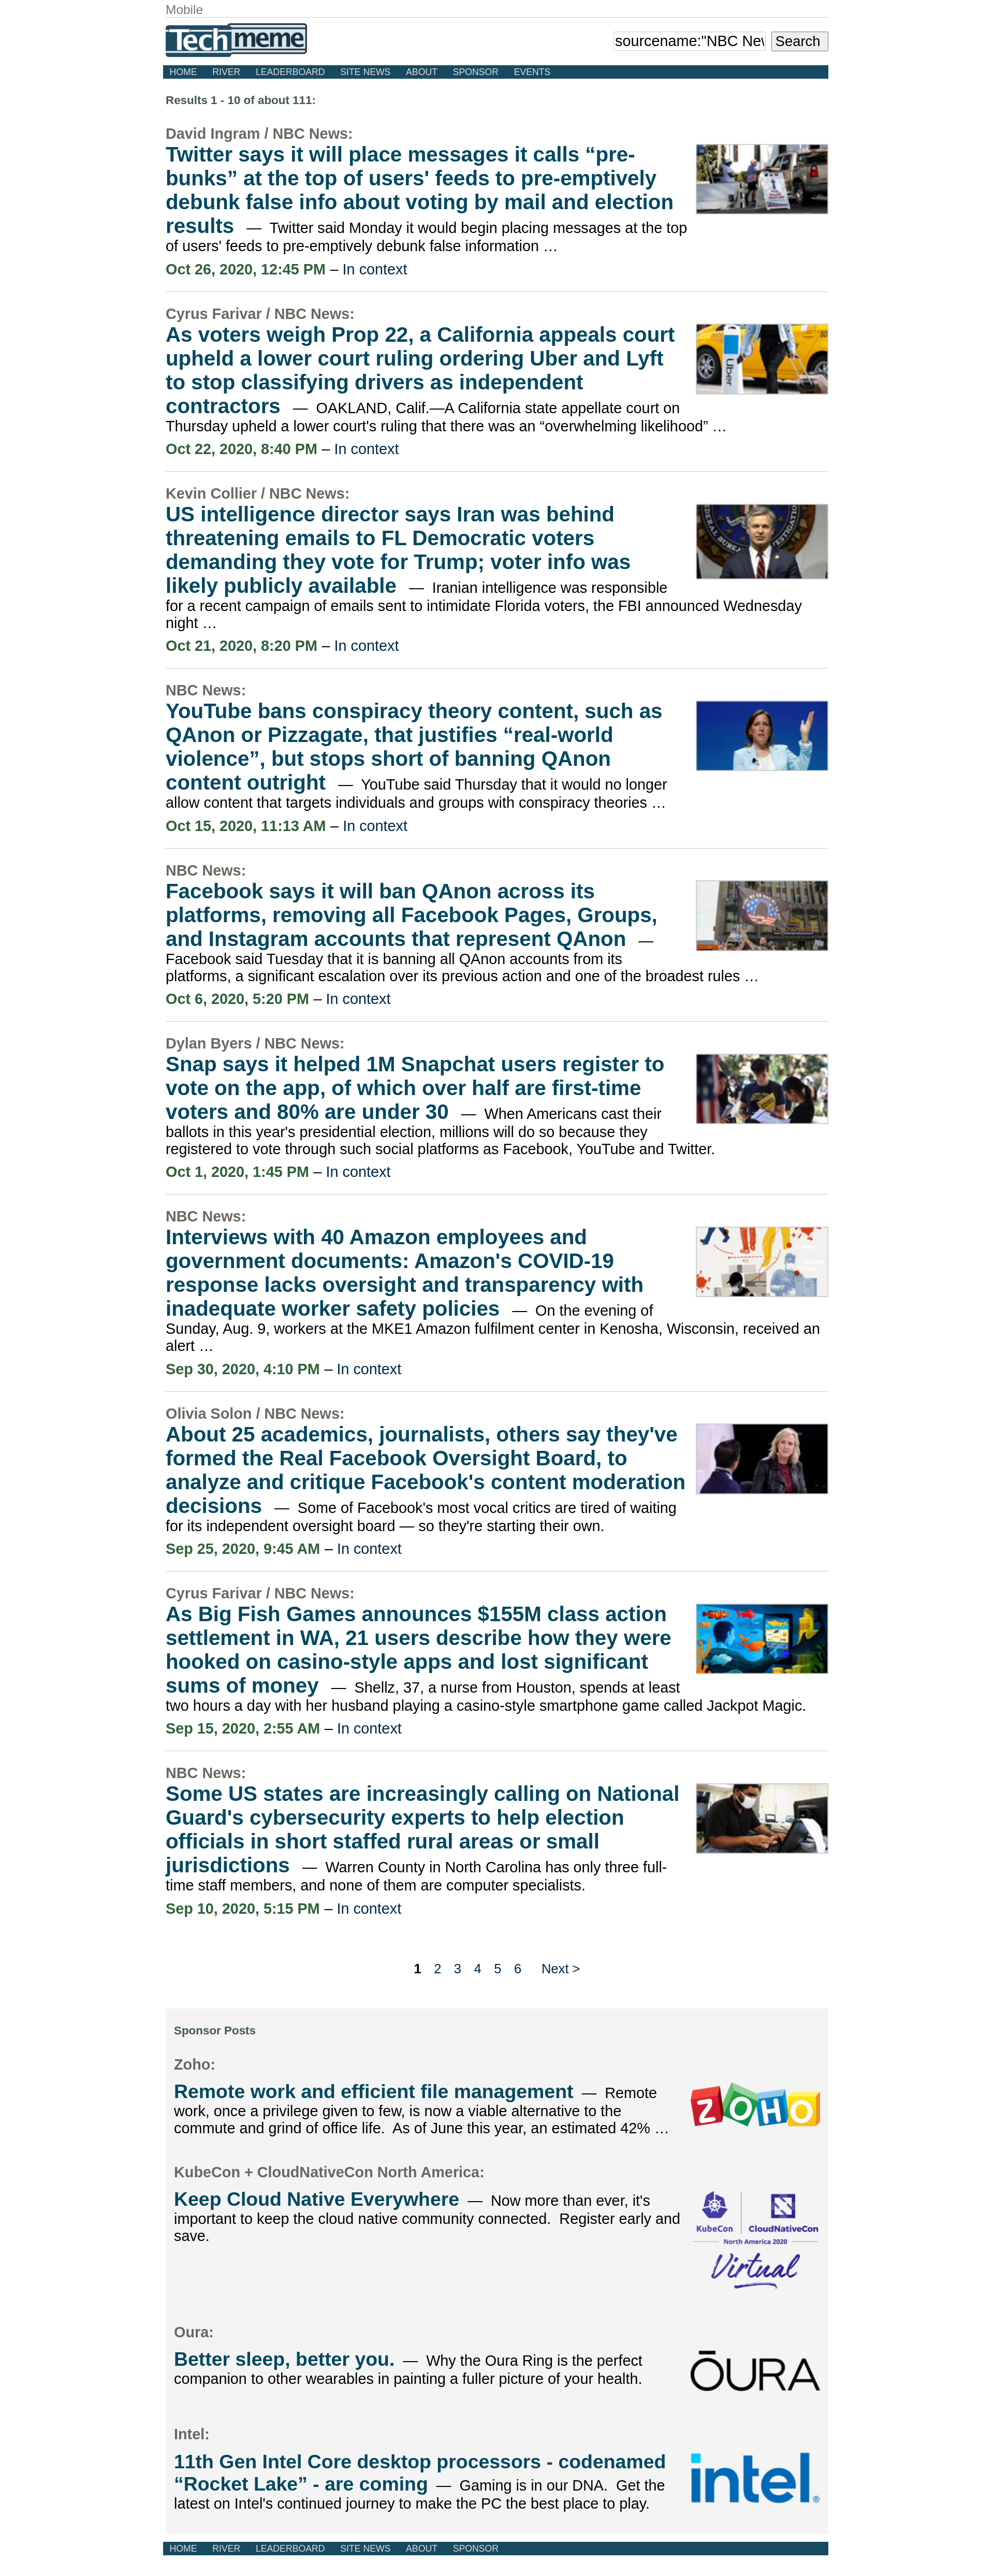 Mobile
Techmeme
sourcename:"NBC Nev
Search
HOME RIVER LEADERBOARD SITE NEWS ABOUT SPONSOR EVENTS
Results 1 - 10 of about 111:
David Ingram / NBC News:
Twitter says it will place messages it calls “pre-
bunks” at the top of users' feeds to pre-emptively
debunk false info about voting by mail and election
results — Twitter said Monday it would begin placing messages at the top
of users' feeds to pre-emptively debunk false information …
Oct 26, 2020, 12:45 PM – In context
Cyrus Farivar / NBC News:
As voters weigh Prop 22, a California appeals court
upheld a lower court ruling ordering Uber and Lyft
to stop classifying drivers as independent
contractors — OAKLAND, Calif.—A California state appellate court on
Thursday upheld a lower court's ruling that there was an “overwhelming likelihood” …
Uber
Oct 22, 2020, 8:40 PM – In context
Kevin Collier / NBC News:
US intelligence director says Iran was behind
threatening emails to FL Democratic voters
demanding they vote for Trump; voter info was
likely publicly available — Iranian intelligence was responsible
for a recent campaign of emails sent to intimidate Florida voters, the FBI announced Wednesday
night …
Oct 21, 2020, 8:20 PM – In context
NBC News:
YouTube bans conspiracy theory content, such as
QAnon or Pizzagate, that justifies “real-world
violence”, but stops short of banning QAnon
content outright — YouTube said Thursday that it would no longer
allow content that targets individuals and groups with conspiracy theories …
Oct 15, 2020, 11:13 AM – In context
NBC News:
Facebook says it will ban QAnon across its
platforms, removing all Facebook Pages, Groups,
and Instagram accounts that represent QAnon —
Facebook said Tuesday that it is banning all QAnon accounts from its
platforms, a significant escalation over its previous action and one of the broadest rules …
Oct 6, 2020, 5:20 PM – In context
Dylan Byers / NBC News:
Snap says it helped 1M Snapchat users register to
vote on the app, of which over half are first-time
voters and 80% are under 30 — When Americans cast their
ballots in this year's presidential election, millions will do so because they
registered to vote through such social platforms as Facebook, YouTube and Twitter.
Oct 1, 2020, 1:45 PM – In context
NBC News:
Interviews with 40 Amazon employees and
government documents: Amazon's COVID-19
response lacks oversight and transparency with
inadequate worker safety policies — On the evening of
Sunday, Aug. 9, workers at the MKE1 Amazon fulfilment center in Kenosha, Wisconsin, received an
alert …
Sep 30, 2020, 4:10 PM – In context
Olivia Solon / NBC News:
About 25 academics, journalists, others say they've
formed the Real Facebook Oversight Board, to
analyze and critique Facebook's content moderation
decisions — Some of Facebook's most vocal critics are tired of waiting
for its independent oversight board — so they're starting their own.
Sep 25, 2020, 9:45 AM – In context
Cyrus Farivar / NBC News:
As Big Fish Games announces $155M class action
settlement in WA, 21 users describe how they were
hooked on casino-style apps and lost significant
sums of money — Shellz, 37, a nurse from Houston, spends at least
two hours a day with her husband playing a casino-style smartphone game called Jackpot Magic.
Sep 15, 2020, 2:55 AM – In context
NBC News:
Some US states are increasingly calling on National
Guard's cybersecurity experts to help election
officials in short staffed rural areas or small
jurisdictions — Warren County in North Carolina has only three full-
time staff members, and none of them are computer specialists.
Sep 10, 2020, 5:15 PM – In context
1 2 3 4 5 6 Next >
Sponsor Posts
Zoho:
Remote work and efficient file management — Remote
work, once a privilege given to few, is now a viable alternative to the
commute and grind of office life. As of June this year, an estimated 42% …
ZOHO
KubeCon + CloudNativeCon North America:
Keep Cloud Native Everywhere — Now more than ever, it's
important to keep the cloud native community connected. Register early and
save.
KubeCon CloudNativeCon
North America 2020
Virtual
Oura:
Better sleep, better you. — Why the Oura Ring is the perfect
companion to other wearables in painting a fuller picture of your health.
ŌURA
Intel:
11th Gen Intel Core desktop processors - codenamed
“Rocket Lake” - are coming — Gaming is in our DNA. Get the
latest on Intel's continued journey to make the PC the best place to play.
intel®
HOME RIVER LEADERBOARD SITE NEWS ABOUT SPONSOR